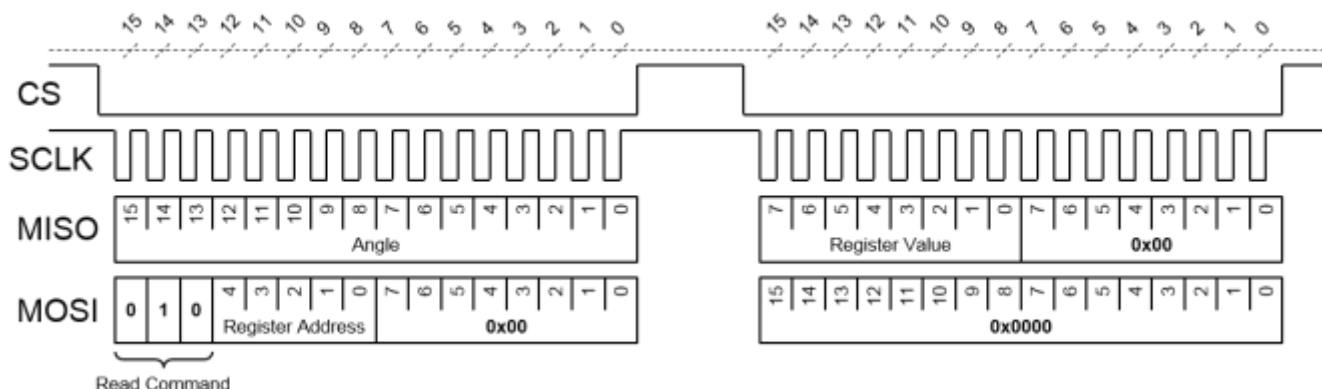 15 14 13 12 11 10 9 8 7 6 5 4 3 2 1 0 15 14 13 12 11 10 9 8 7 6 5 4 3 2 1 0
CS
SCLK
MISO 15 14 13 12 11 10 9 8 7 6 5 4 3 2 1 0 7 6 5 4 3 2 1 0 7 6 5 4 3 2 1 0
Angle Register Value 0x00
MOSI 0 1 0 4 3 2 1 0 7 6 5 4 3 2 1 0 15 14 13 12 11 10 9 8 7 6 5 4 3 2 1 0
Register Address 0x00 0x0000
Read Command